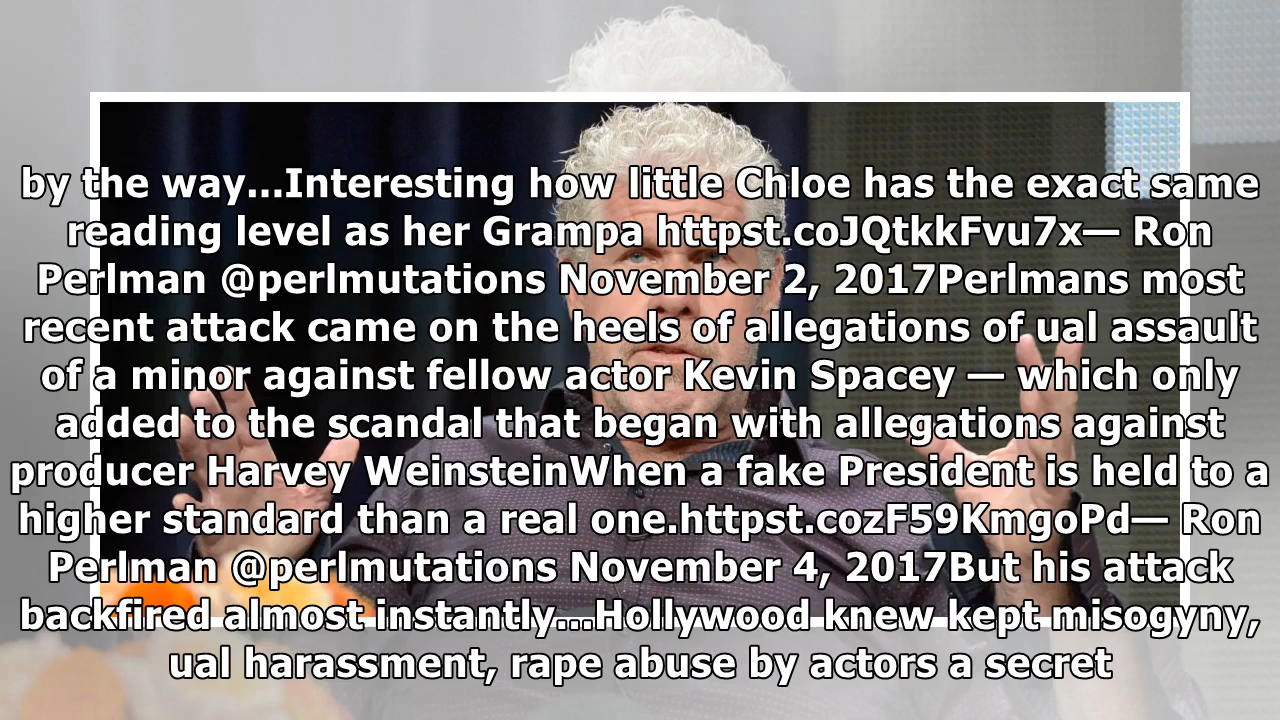 by the way...Interesting how little Chloe has the exact same
reading level as her Grampa httpst.coJQtkkFvu7x— Ron
Perlman @perlmutations November 2, 2017Perlmans most
recent attack came on the heels of allegations of ual assault
of a minor against fellow actor Kevin Spacey — which only
added to the scandal that began with allegations against
producer Harvey WeinsteinWhen a fake President is held to a
higher standard than a real one.httpst.cozF59KmgoPd— Ron
Perlman @perlmutations November 4, 2017But his attack
backfired almost instantly...Hollywood knew kept misogyny,
ual harassment, rape abuse by actors a secret